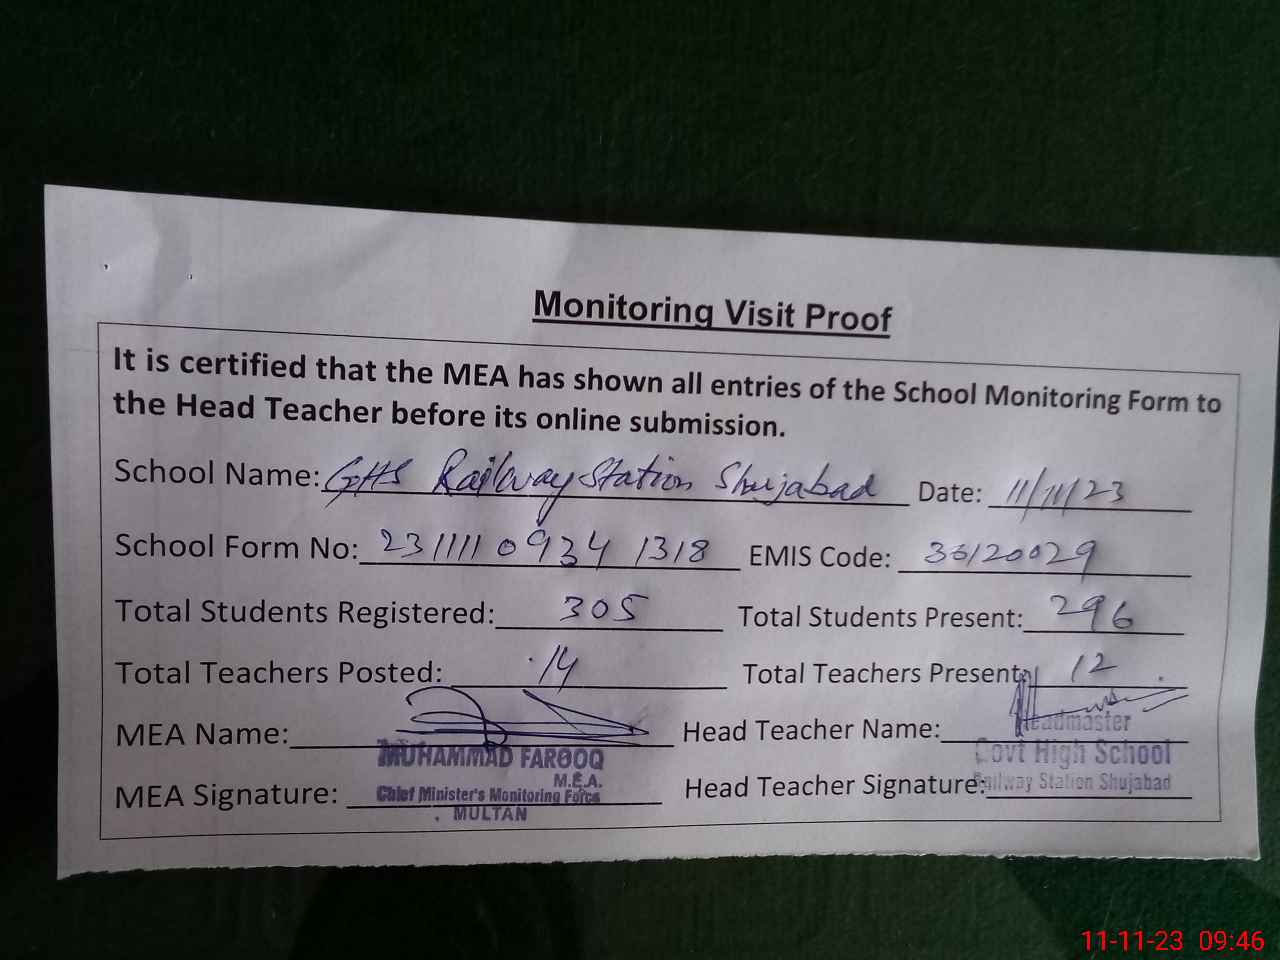 Monitoring Visit Proof
It is certified that the MEA has shown all entries of the School Monitoring Form to
the Head Teacher before its online submission.
School Name: GHS Railway Station Shujabad Date: 11/11/23
School Form No: 231111 0934 1318 EMIS Code: 36120029
Total Students Registered: 305 Total Students Present: 296
Total Teachers Posted: 14 Total Teachers Present: 12
MEA Name: Head Teacher Name:
Headmaster
MUHAMMAD FAROOQ Govt High School
M.E.A.
MEA Signature: Chief Minister's Monitoring Force Head Teacher Signature: Railway Station Shujabad
MULTAN
11-11-23 09:46